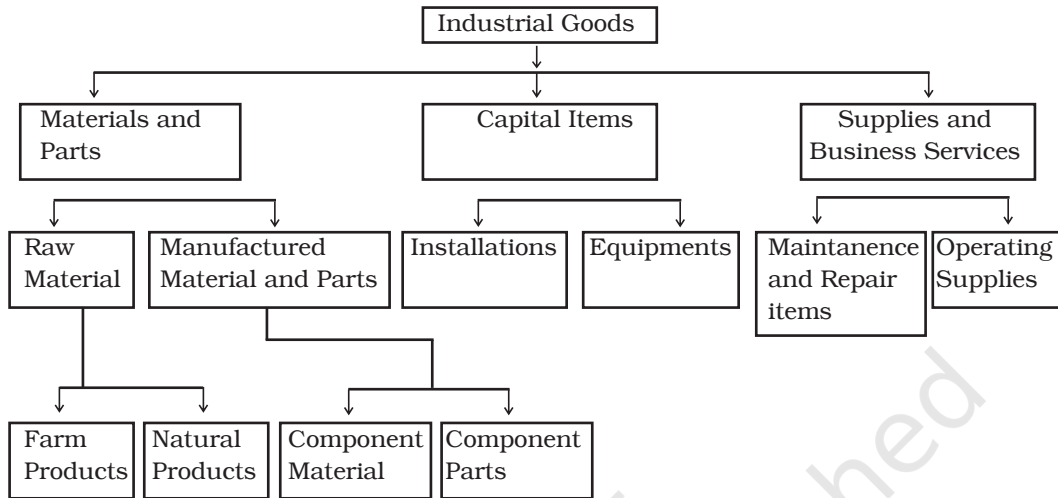 Industrial Goods
Materials and
Parts
Capital Items
Supplies and
Business Services
Raw
Material
Manufactured
Material and Parts
Installations
Equipments
Maintanence
and Repair
items
Operating
Supplies
Farm
Products
Natural
Products
Component
Material
Component
Parts